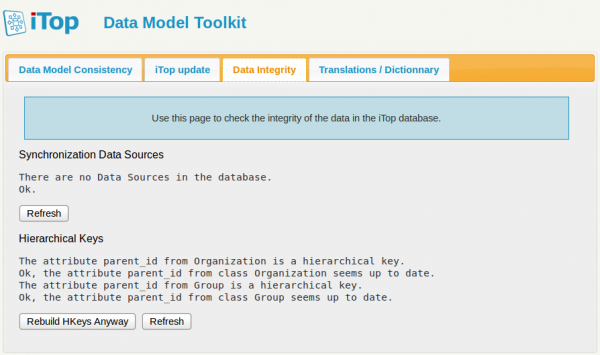 iTop Data Model Toolkit
Data Model Consistency iTop update Data Integrity Translations / Dictionnary
Use this page to check the integrity of the data in the iTop database.
Synchronization Data Sources
There are no Data Sources in the database.
Ok.
Refresh
Hierarchical Keys
The attribute parent_id from Organization is a hierarchical key.
Ok, the attribute parent_id from class Organization seems up to date.
The attribute parent_id from Group is a hierarchical key.
Ok, the attribute parent_id from class Group seems up to date.
Rebuild HKeys Anyway Refresh